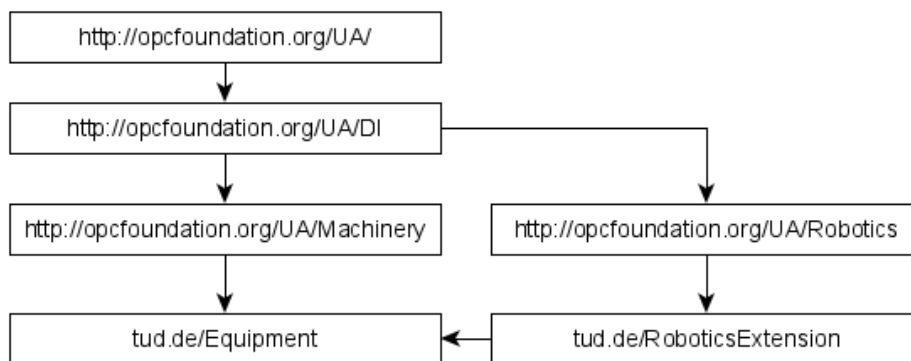 http://opcfoundation.org/UA/
http://opcfoundation.org/UA/DI
http://opcfoundation.org/UA/Machinery
http://opcfoundation.org/UA/Robotics
tud.de/Equipment
tud.de/RoboticsExtension